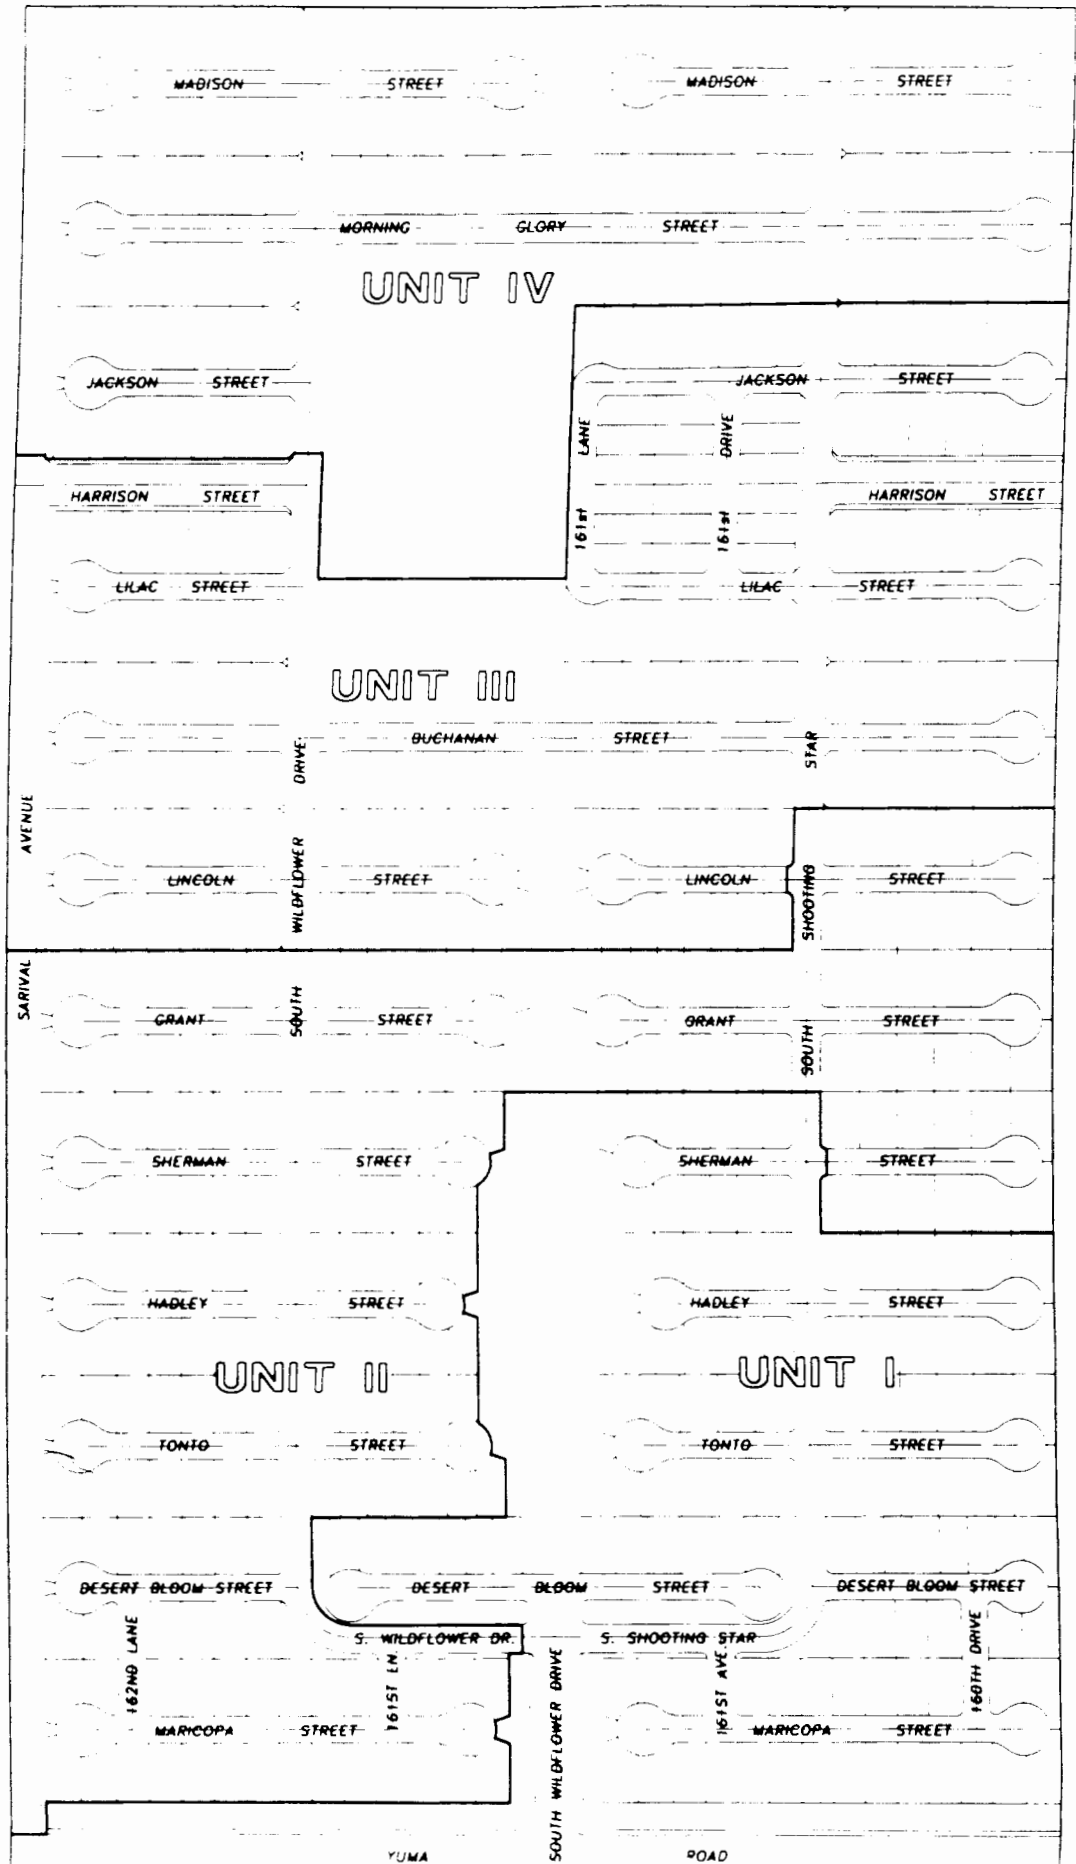 MADISON STREET MADISON STREET
MORNING GLORY STREET
UNIT IV
JACKSON STREET JACKSON STREET
LANE
DRIVE
HARRISON STREET HARRISON STREET
161st
161st
LILAC STREET LILAC STREET
UNIT III
BUCHANAN STREET
DRIVE
STAR
AVENUE
WILDFLOWER
LINCOLN STREET LINCOLN STREET
SHOOTING
SARIVAL
SOUTH
GRANT STREET GRANT STREET
SOUTH
SHERMAN STREET SHERMAN STREET
HADLEY STREET HADLEY STREET
UNIT II UNIT I
TONTO STREET TONTO STREET
DESERT BLOOM STREET DESERT BLOOM STREET DESERT BLOOM STREET
S. WILDFLOWER DR. S. SHOOTING STAR
162ND LANE
161ST LN.
SOUTH WILDFLOWER DRIVE
161ST AVE.
160TH DRIVE
MARICOPA STREET MARICOPA STREET
YUMA ROAD